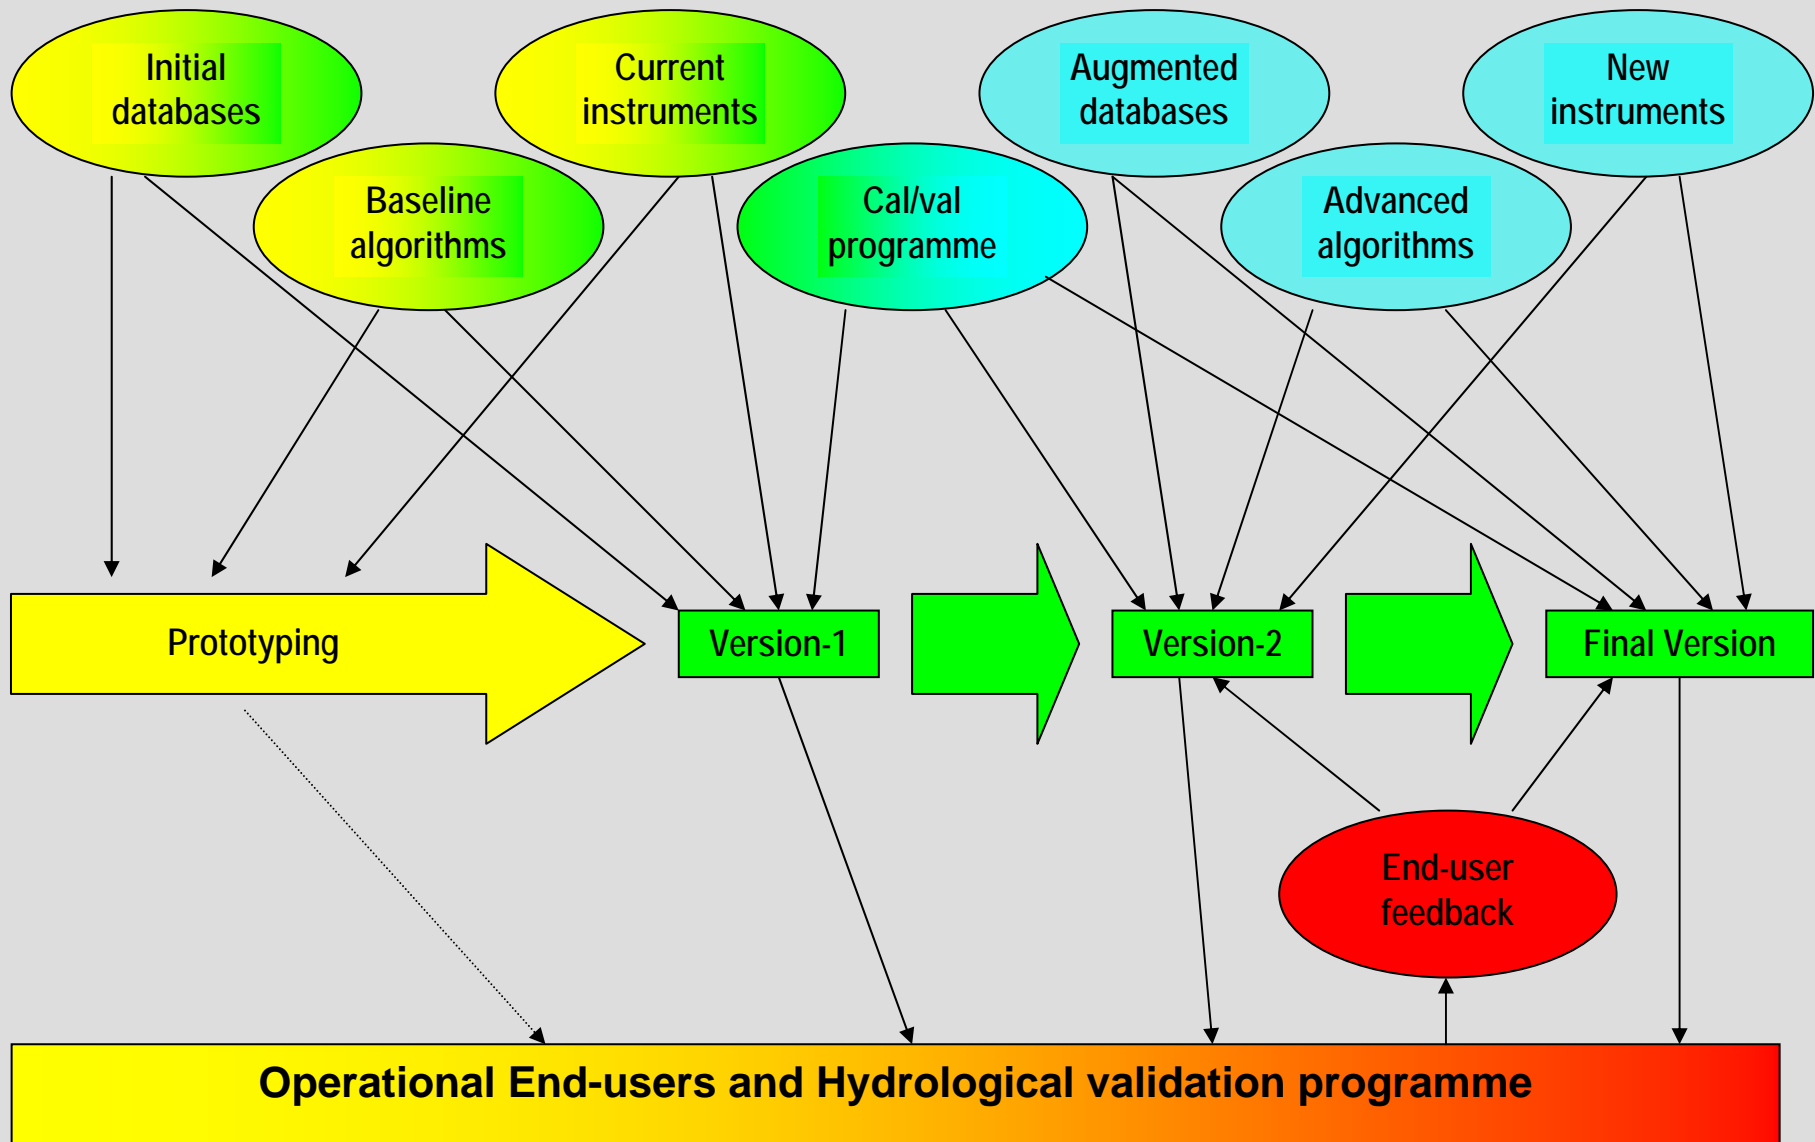 Initial
databases
Current
instruments
Augmented
databases
New
instruments
Baseline
algorithms
Cal/val
programme
Advanced
algorithms
Prototyping
Version-1
Version-2
Final Version
End-user
feedback
Operational End-users and Hydrological validation programme